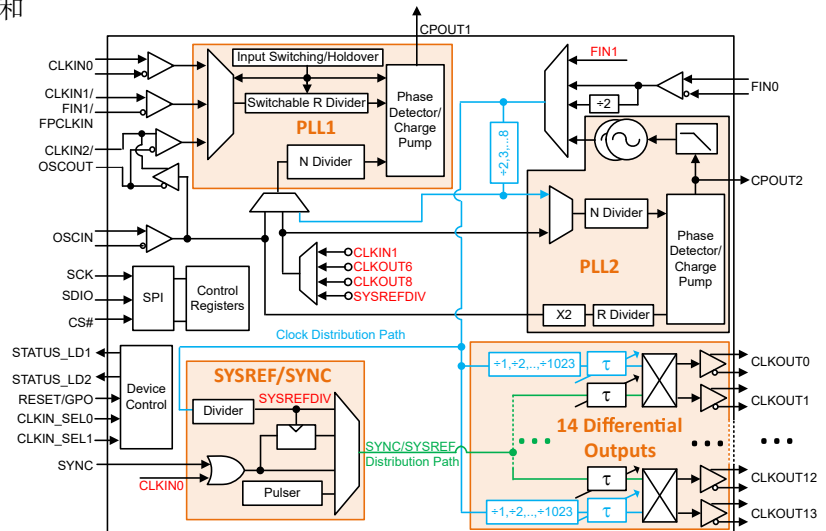 和
CPOUT1
CLKIN0
CLKIN1/
FIN1/
FPCLKIN
CLKIN2/
OSCOUT
OSCIN
SCK
SDIO
CS#
STATUS_LD1
STATUS_LD2
RESET/GPO
CLKIN_SEL0
CLKIN_SEL1
SYNC
CLKIN0
Input Switching/Holdover
Switchable R Divider
PLL1
N Divider
Phase
Detector/
Charge
Pump
FIN1
FIN0
÷2
÷2,3,...8
CPOUT2
N Divider
PLL2
Phase
Detector/
Charge
Pump
X2
R Divider
CLKIN1
CLKOUT6
CLKOUT8
SYSREFDIV
SPI
Control
Registers
Device
Control
Clock Distribution Path
SYSREF/SYNC
Divider
SYSREFDIV
Pulser
SYNC/SYSREF
Distribution Path
÷1,÷2,..,÷1023
τ
τ
14 Differential
Outputs
τ
÷1,÷2,..,÷1023
τ
CLKOUT0
CLKOUT1
CLKOUT12
CLKOUT13